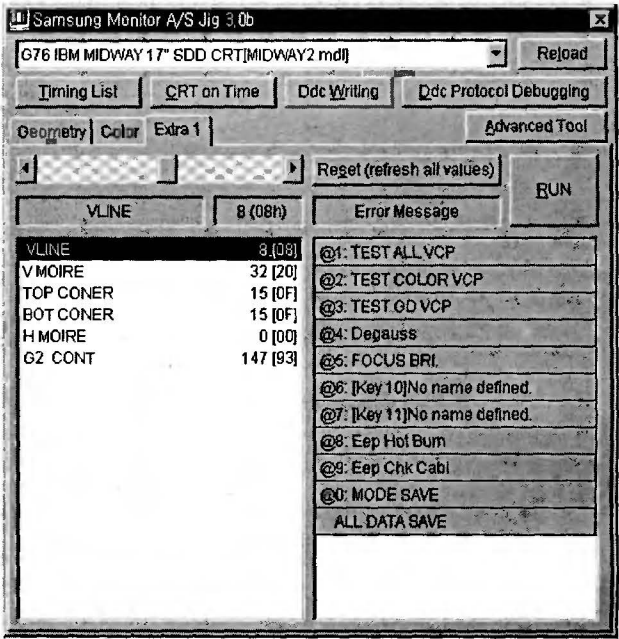 Samsung Monitor A/S Jig 3,0b
G76 IBM MIDWAY 17" SDD CRT[MIDWAY2 mdl]
Reload
Timing List
CRT on Time
Ddc Writing
Ddc Protocol Debugging
Geometry
Color
Extra 1
Advanced Tool
Reset (refresh all values)
RUN
VLINE
8 (08h)
Error Message
VLINE 8 [08]
V MOIRE 32 [20]
TOP CONER 15 [0F]
BOT CONER 15 [0F]
H MOIRE 0 [00]
G2 CONT 147 [93]
@1: TEST ALL VCP
@2: TEST COLOR VCP
@3: TEST GD VCP
@4: Degauss
@5: FOCUS BRI.
@6: [Key 10]No name defined.
@7: [Key 11]No name defined.
@8: Eep Hot Burn
@9: Eep Chk Cabl
@0: MODE SAVE
ALL DATA SAVE